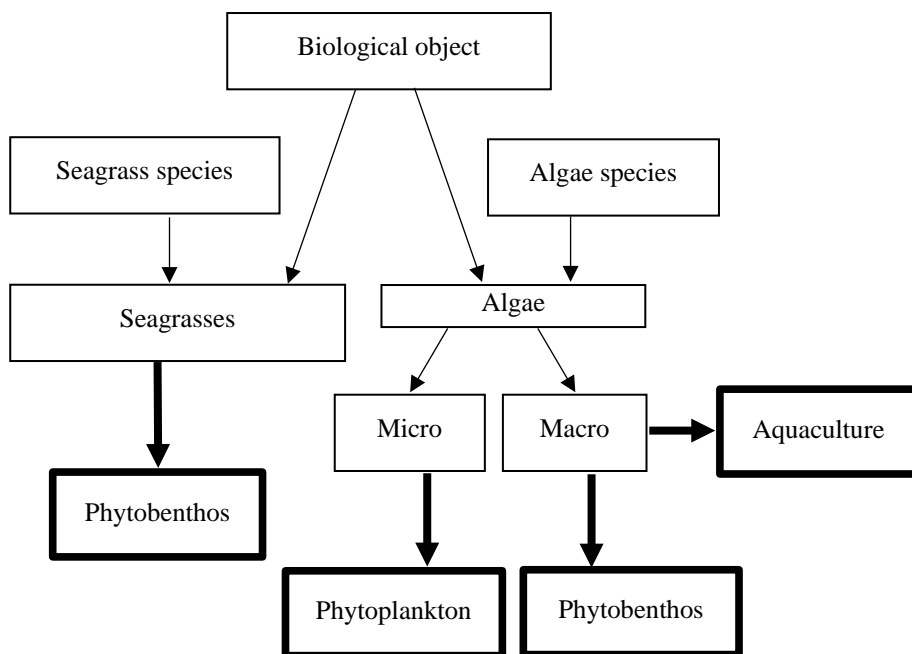 Biological object
Seagrass species
Algae species
Seagrasses
Algae
Micro
Macro
Aquaculture
Phytobenthos
Phytoplankton
Phytobenthos